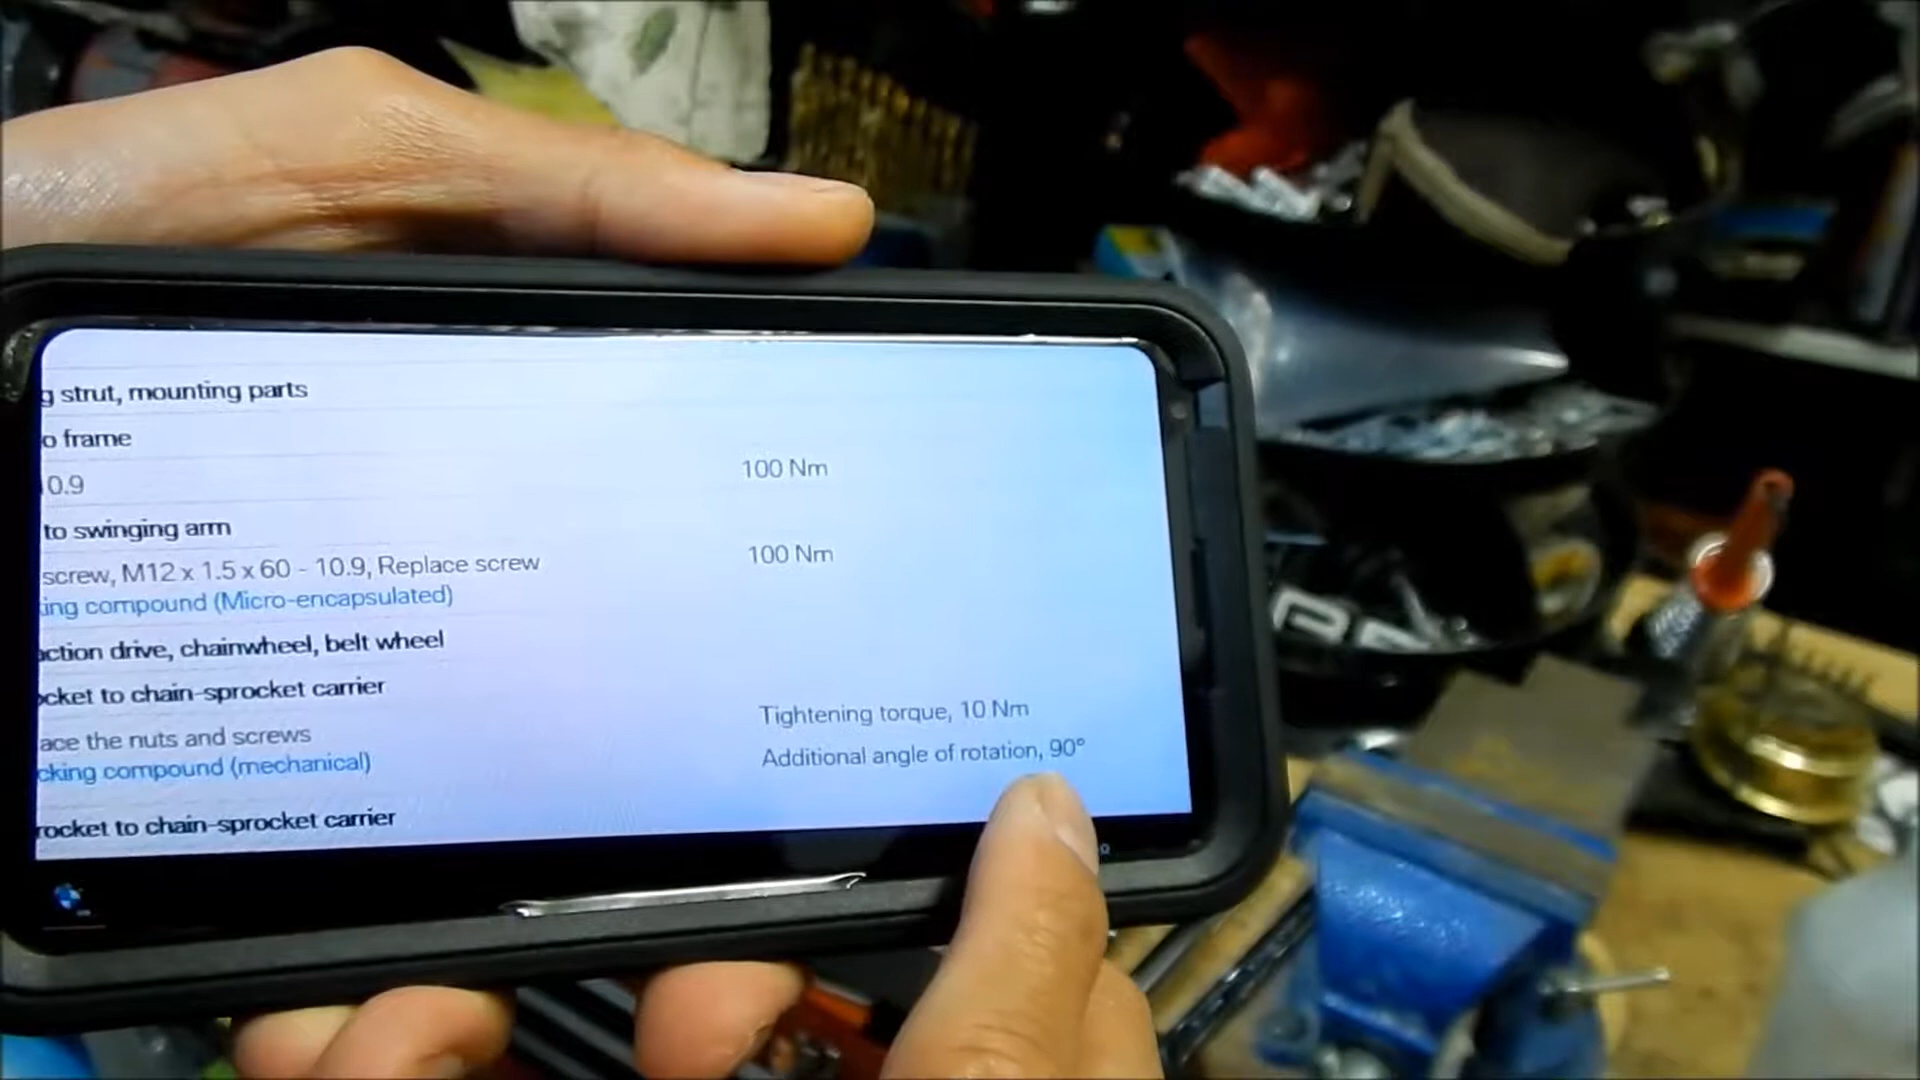 g strut, mounting parts
o frame
0.9
100 Nm
to swinging arm
screw, M12 x 1.5 x 60 - 10.9, Replace screw
100 Nm
ing compound (Micro-encapsulated)
ction drive, chainwheel, belt wheel
cket to chain-sprocket carrier
ace the nuts and screws
Tightening torque, 10 Nm
cking compound (mechanical)
Additional angle of rotation, 90°
rocket to chain-sprocket carrier